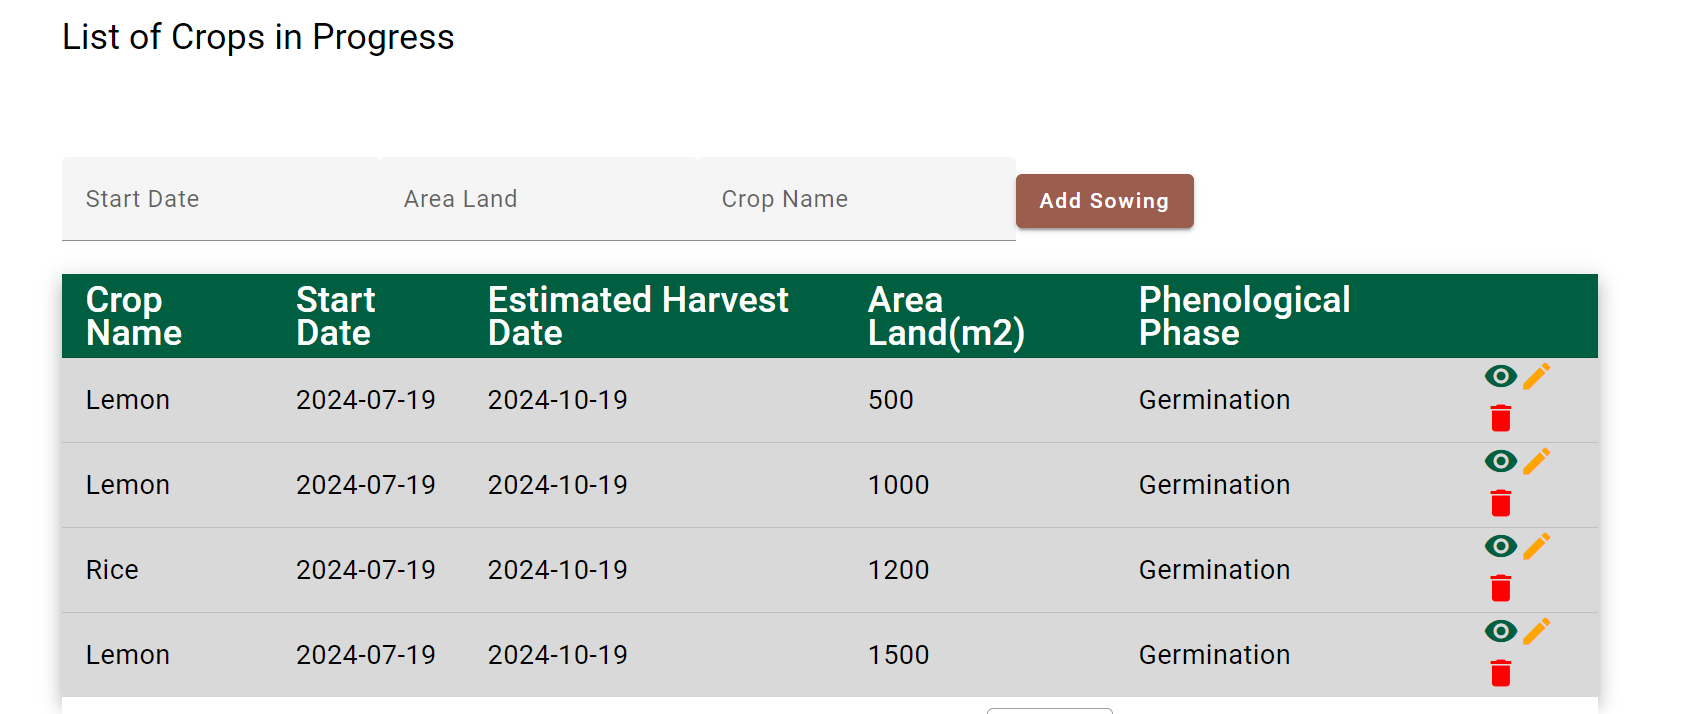 List of Crops in Progress
Start Date Area Land Crop Name Add Sowing
Crop Name Start Date Estimated Harvest Date Area Land(m2) Phenological Phase
Lemon 2024-07-19 2024-10-19 500 Germination
Lemon 2024-07-19 2024-10-19 1000 Germination
Rice 2024-07-19 2024-10-19 1200 Germination
Lemon 2024-07-19 2024-10-19 1500 Germination